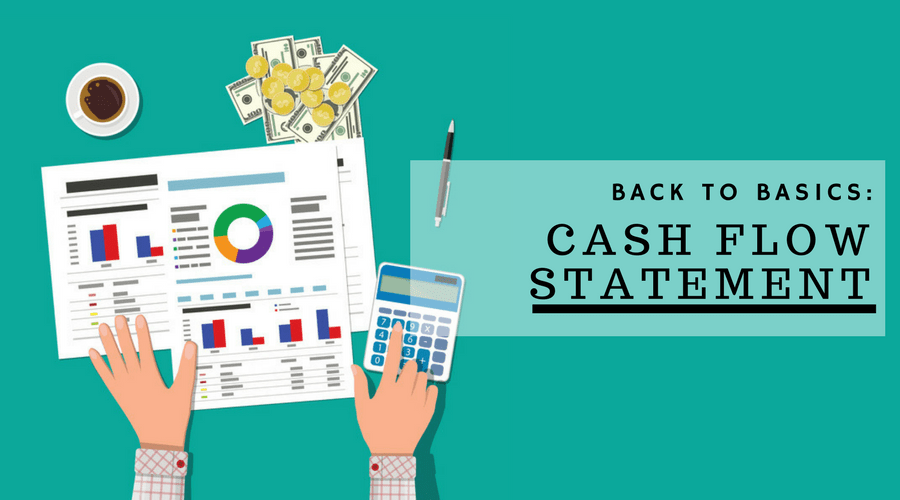 BACK TO BASICS:
CASH FLOW
STATEMENT